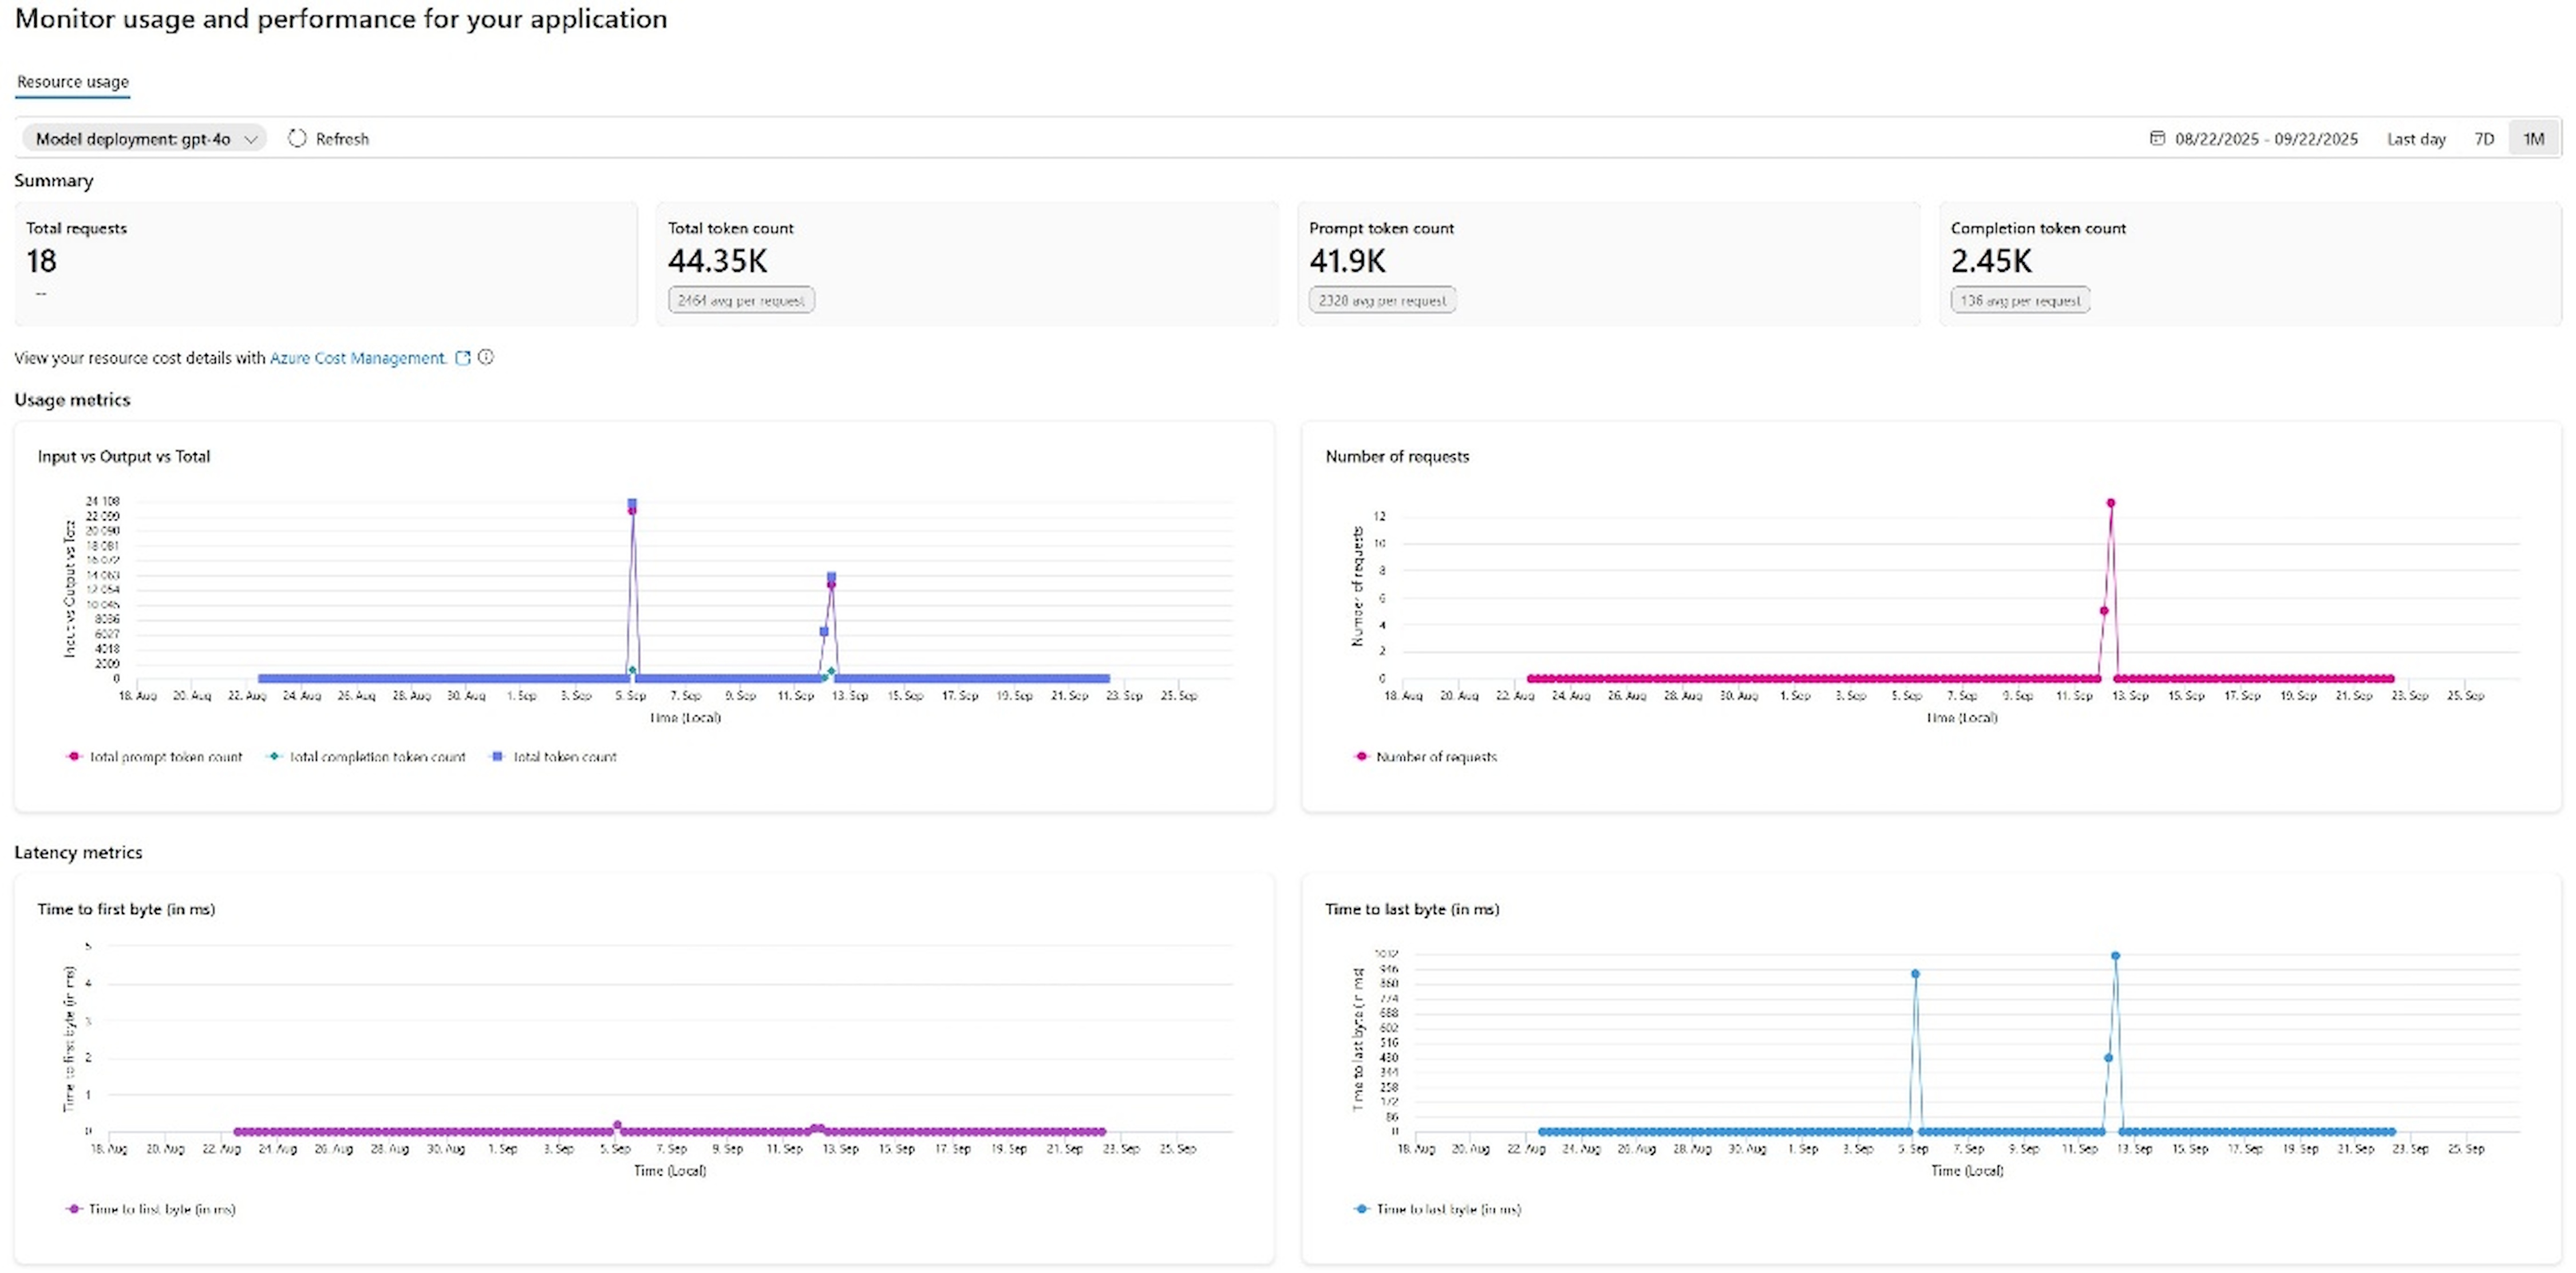 Monitor usage and performance for your application
Resource usage
Model deployment: gpt-4o Refresh 08/22/2025 - 09/22/2025 Last day 7D 1M
Summary
Total requests
18
--
Total token count
44.35K
2464 avg per request
Prompt token count
41.9K
2328 avg per request
Completion token count
2.45K
136 avg per request
View your resource cost details with Azure Cost Management.
Usage metrics
Input vs Output vs Total
Input vs Output vs Total
24 108
22 099
20 090
18 081
16 072
14 063
12 054
10 045
8036
6027
4018
2009
0
18. Aug 20. Aug 22. Aug 24. Aug 26. Aug 28. Aug 30. Aug 1. Sep 3. Sep 5. Sep 7. Sep 9. Sep 11. Sep 13. Sep 15. Sep 17. Sep 19. Sep 21. Sep 23. Sep 25. Sep
Time (Local)
Total prompt token count Total completion token count Total token count
Number of requests
Number of requests
12
10
8
6
4
2
0
18. Aug 20. Aug 22. Aug 24. Aug 26. Aug 28. Aug 30. Aug 1. Sep 3. Sep 5. Sep 7. Sep 9. Sep 11. Sep 13. Sep 15. Sep 17. Sep 19. Sep 21. Sep 23. Sep 25. Sep
Time (Local)
Number of requests
Latency metrics
Time to first byte (in ms)
Time to first byte (in ms)
5
4
3
2
1
0
18. Aug 20. Aug 22. Aug 24. Aug 26. Aug 28. Aug 30. Aug 1. Sep 3. Sep 5. Sep 7. Sep 9. Sep 11. Sep 13. Sep 15. Sep 17. Sep 19. Sep 21. Sep 23. Sep 25. Sep
Time (Local)
Time to first byte (in ms)
Time to last byte (in ms)
Time to last byte (in ms)
1032
946
860
774
688
602
516
430
344
258
172
86
0
18. Aug 20. Aug 22. Aug 24. Aug 26. Aug 28. Aug 30. Aug 1. Sep 3. Sep 5. Sep 7. Sep 9. Sep 11. Sep 13. Sep 15. Sep 17. Sep 19. Sep 21. Sep 23. Sep 25. Sep
Time (Local)
Time to last byte (in ms)